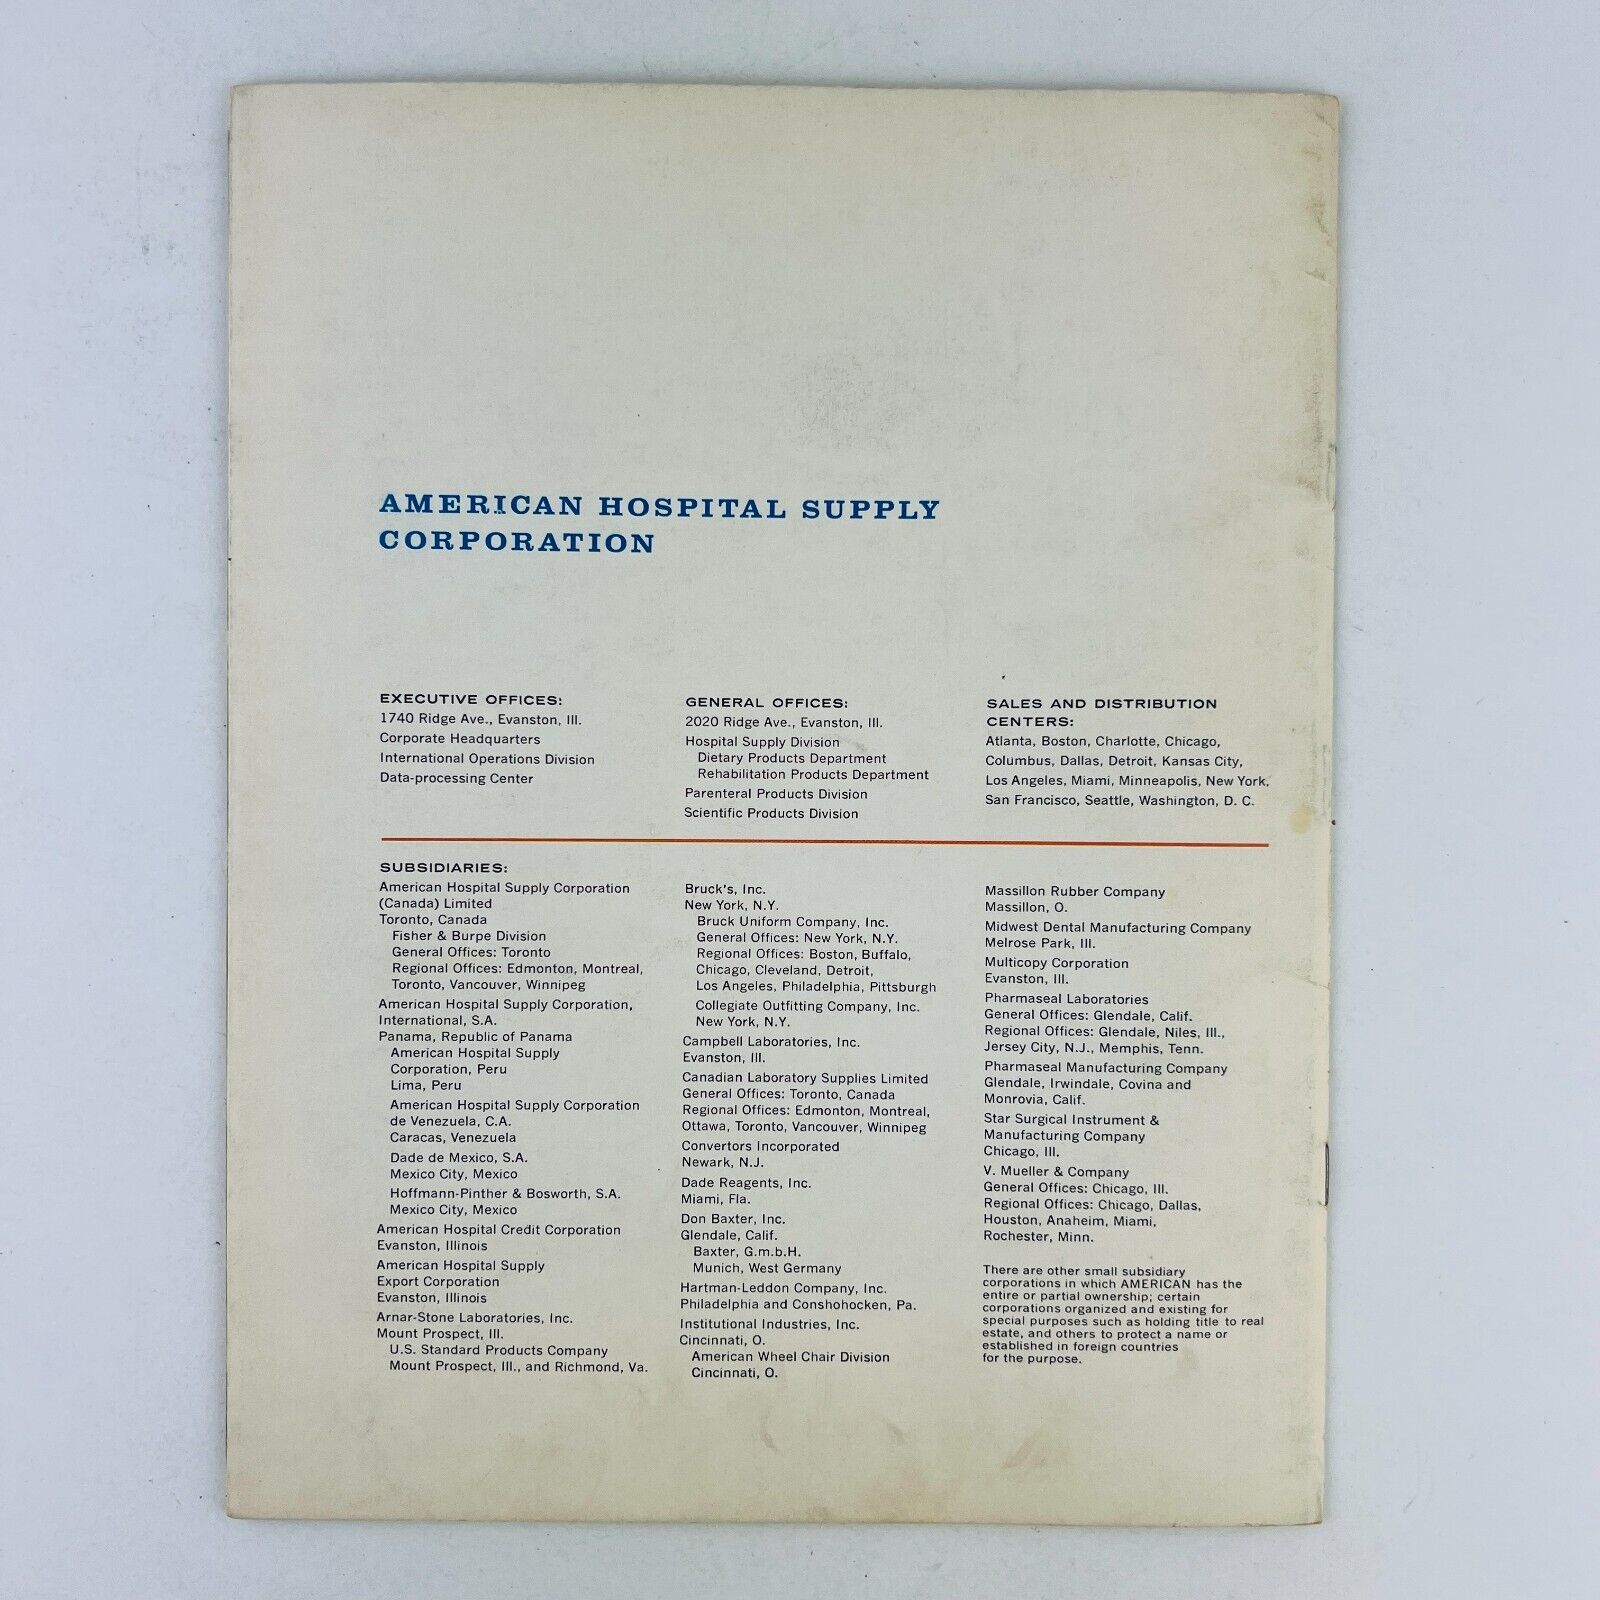 AMERICAN HOSPITAL SUPPLY
CORPORATION
EXECUTIVE OFFICES:
1740 Ridge Ave., Evanston, Ill.
Corporate Headquarters
International Operations Division
Data-processing Center
GENERAL OFFICES:
2020 Ridge Ave., Evanston, Ill.
Hospital Supply Division
Dietary Products Department
Rehabilitation Products Department
Parenteral Products Division
Scientific Products Division
SALES AND DISTRIBUTION
CENTERS:
Atlanta, Boston, Charlotte, Chicago,
Columbus, Dallas, Detroit, Kansas City,
Los Angeles, Miami, Minneapolis, New York,
San Francisco, Seattle, Washington, D. C.
SUBSIDIARIES:
American Hospital Supply Corporation
(Canada) Limited
Toronto, Canada
Fisher & Burpe Division
General Offices: Toronto
Regional Offices: Edmonton, Montreal,
Toronto, Vancouver, Winnipeg
American Hospital Supply Corporation,
International, S.A.
Panama, Republic of Panama
American Hospital Supply
Corporation, Peru
Lima, Peru
American Hospital Supply Corporation
de Venezuela, C.A.
Caracas, Venezuela
Dade de Mexico, S.A.
Mexico City, Mexico
Hoffmann-Pinther & Bosworth, S.A.
Mexico City, Mexico
American Hospital Credit Corporation
Evanston, Illinois
American Hospital Supply
Export Corporation
Evanston, Illinois
Arnar-Stone Laboratories, Inc.
Mount Prospect, Ill.
U.S. Standard Products Company
Mount Prospect, Ill., and Richmond, Va.
Bruck's, Inc.
New York, N.Y.
Bruck Uniform Company, Inc.
General Offices: New York, N.Y.
Regional Offices: Boston, Buffalo,
Chicago, Cleveland, Detroit,
Los Angeles, Philadelphia, Pittsburgh
Collegiate Outfitting Company, Inc.
New York, N.Y.
Campbell Laboratories, Inc.
Evanston, Ill.
Canadian Laboratory Supplies Limited
General Offices: Toronto, Canada
Regional Offices: Edmonton, Montreal,
Ottawa, Toronto, Vancouver, Winnipeg
Convertors Incorporated
Newark, N.J.
Dade Reagents, Inc.
Miami, Fla.
Don Baxter, Inc.
Glendale, Calif.
Baxter, G.m.b.H.
Munich, West Germany
Hartman-Leddon Company, Inc.
Philadelphia and Conshohocken, Pa.
Institutional Industries, Inc.
Cincinnati, O.
American Wheel Chair Division
Cincinnati, O.
Massillon Rubber Company
Massillon, O.
Midwest Dental Manufacturing Company
Melrose Park, Ill.
Multicopy Corporation
Evanston, Ill.
Pharmaseal Laboratories
General Offices: Glendale, Calif.
Regional Offices: Glendale, Niles, Ill.,
Jersey City, N.J., Memphis, Tenn.
Pharmaseal Manufacturing Company
Glendale, Irwindale, Covina and
Monrovia, Calif.
Star Surgical Instrument &
Manufacturing Company
Chicago, Ill.
V. Mueller & Company
General Offices: Chicago, Ill.
Regional Offices: Chicago, Dallas,
Houston, Anaheim, Miami,
Rochester, Minn.
There are other small subsidiary
corporations in which AMERICAN has the
entire or partial ownership; certain
corporations organized and existing for
special purposes such as holding title to real
estate, and others to protect a name or
established in foreign countries
for the purpose.